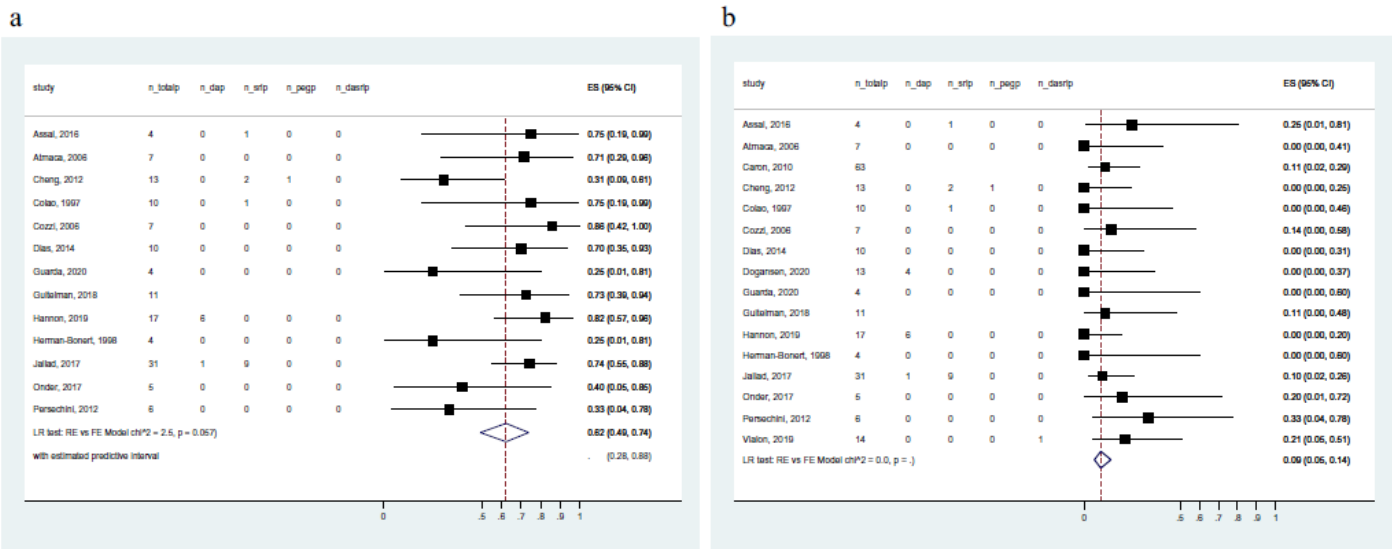 a
study n_totalp n_dap n_srlp n_pegp n_dasrlp ES (95% CI)
Assal, 2016 4 0 1 0 0 0.75 (0.19, 0.99)
Atmaca, 2006 7 0 0 0 0 0.71 (0.29, 0.96)
Cheng, 2012 13 0 2 1 0 0.31 (0.09, 0.61)
Colao, 1997 10 0 1 0 0 0.75 (0.19, 0.99)
Cozzi, 2006 7 0 0 0 0 0.86 (0.42, 1.00)
Dias, 2014 10 0 0 0 0 0.70 (0.35, 0.93)
Guarda, 2020 4 0 0 0 0 0.25 (0.01, 0.81)
Guitelman, 2018 11 0.73 (0.39, 0.94)
Hannon, 2019 17 6 0 0 0 0.82 (0.57, 0.96)
Herman-Bonert, 1998 4 0 0 0 0 0.25 (0.01, 0.81)
Jallad, 2017 31 1 9 0 0 0.74 (0.55, 0.88)
Onder, 2017 5 0 0 0 0 0.40 (0.05, 0.85)
Persechini, 2012 6 0 0 0 0 0.33 (0.04, 0.78)
LR test: RE vs FE Model chi^2 = 2.5, p = 0.057) 0.62 (0.49, 0.74)
with estimated predictive interval . (0.28, 0.88)
0 .5 .6 .7 .8 .9 1
b
study n_totalp n_dap n_srlp n_pegp n_dasrlp ES (95% CI)
Assal, 2016 4 0 1 0 0 0.25 (0.01, 0.81)
Atmaca, 2006 7 0 0 0 0 0.00 (0.00, 0.41)
Caron, 2010 63 0.11 (0.02, 0.29)
Cheng, 2012 13 0 2 1 0 0.00 (0.00, 0.25)
Colao, 1997 10 0 1 0 0 0.00 (0.00, 0.46)
Cozzi, 2006 7 0 0 0 0 0.14 (0.00, 0.58)
Dias, 2014 10 0 0 0 0 0.00 (0.00, 0.31)
Dogansen, 2020 13 4 0 0 0 0.00 (0.00, 0.37)
Guarda, 2020 4 0 0 0 0 0.00 (0.00, 0.60)
Guitelman, 2018 11 0.11 (0.00, 0.48)
Hannon, 2019 17 6 0 0 0 0.00 (0.00, 0.20)
Herman-Bonert, 1998 4 0 0 0 0 0.00 (0.00, 0.60)
Jallad, 2017 31 1 9 0 0 0.10 (0.02, 0.26)
Onder, 2017 5 0 0 0 0 0.20 (0.01, 0.72)
Persechini, 2012 6 0 0 0 0 0.33 (0.04, 0.78)
Vialon, 2019 14 0 0 0 1 0.21 (0.05, 0.51)
LR test: RE vs FE Model chi^2 = 0.0, p = .) 0.09 (0.05, 0.14)
0 .5 .6 .7 .8 .9 1